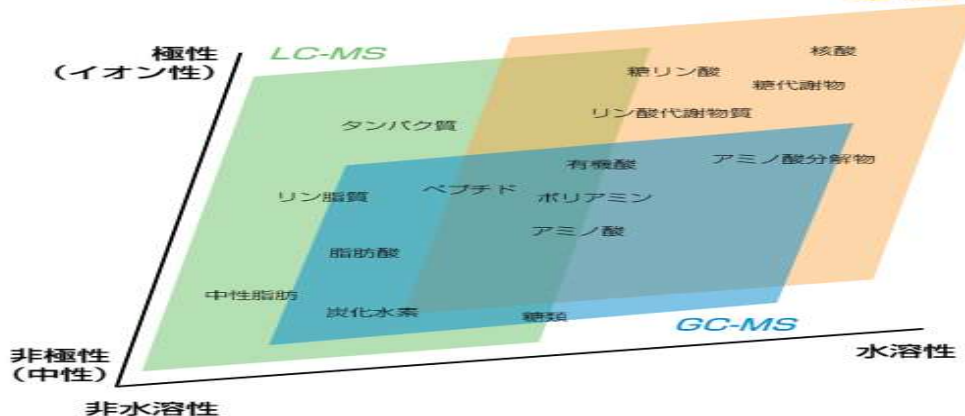 極性
(イオン性)
LC-MS
核酸
糖リン酸
糖代謝物
リン酸代謝物質
タンパク質
有機酸
アミノ酸分解物
ペプチド
ポリアミン
リン脂質
アミノ酸
脂肪酸
中性脂肪
炭化水素
糖類
GC-MS
非極性
(中性)
水溶性
非水溶性